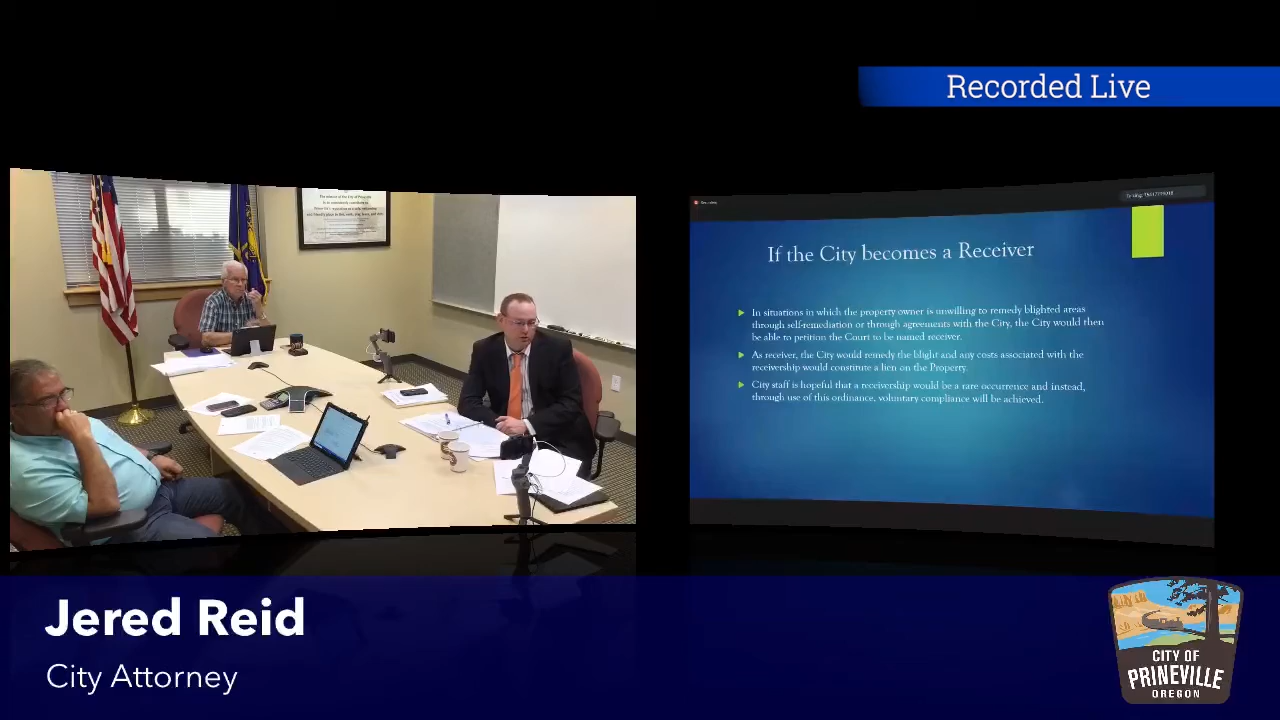 Recorded Live
If the City becomes a Receiver
In situations in which the property owner is unwilling to remedy blighted areas
through self-remediation or through agreements with the City, the City would then
be able to petition the Court to be named receiver.
As receiver, the City would remedy the blight and any costs associated with the
receivership would constitute a lien on the Property.
City staff is hopeful that a receivership would be a rare occurrence and instead,
through use of this ordinance, voluntary compliance will be achieved.
Jered Reid
City Attorney
CITY OF
PRINEVILLE
OREGON